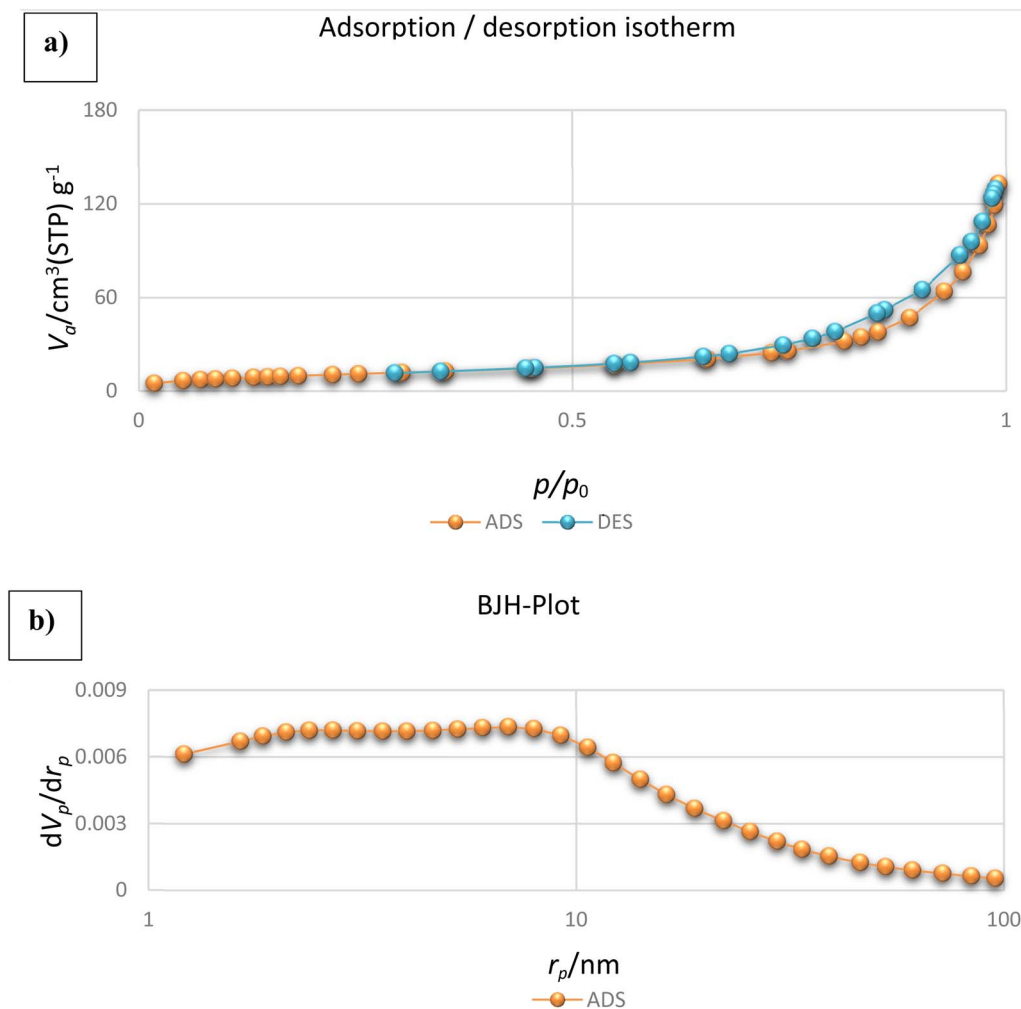 a)
Adsorption / desorption isotherm
180
120
60
0
Va/cm³(STP) g⁻¹
0 0.5 1
p/p₀
ADS DES
b)
BJH-Plot
0.009
0.006
0.003
0
dVp/drp
1 10 100
rp/nm
ADS